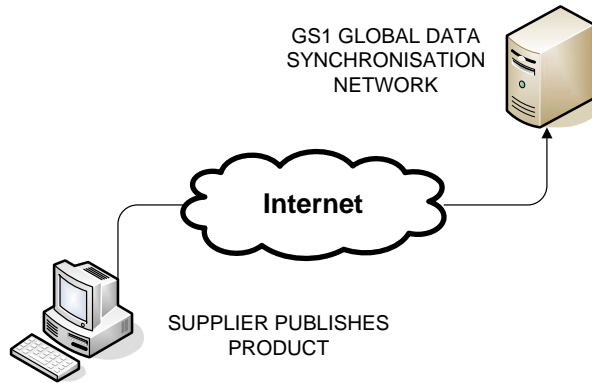 GS1 GLOBAL DATA
SYNCHRONISATION
NETWORK
Internet
SUPPLIER PUBLISHES
PRODUCT